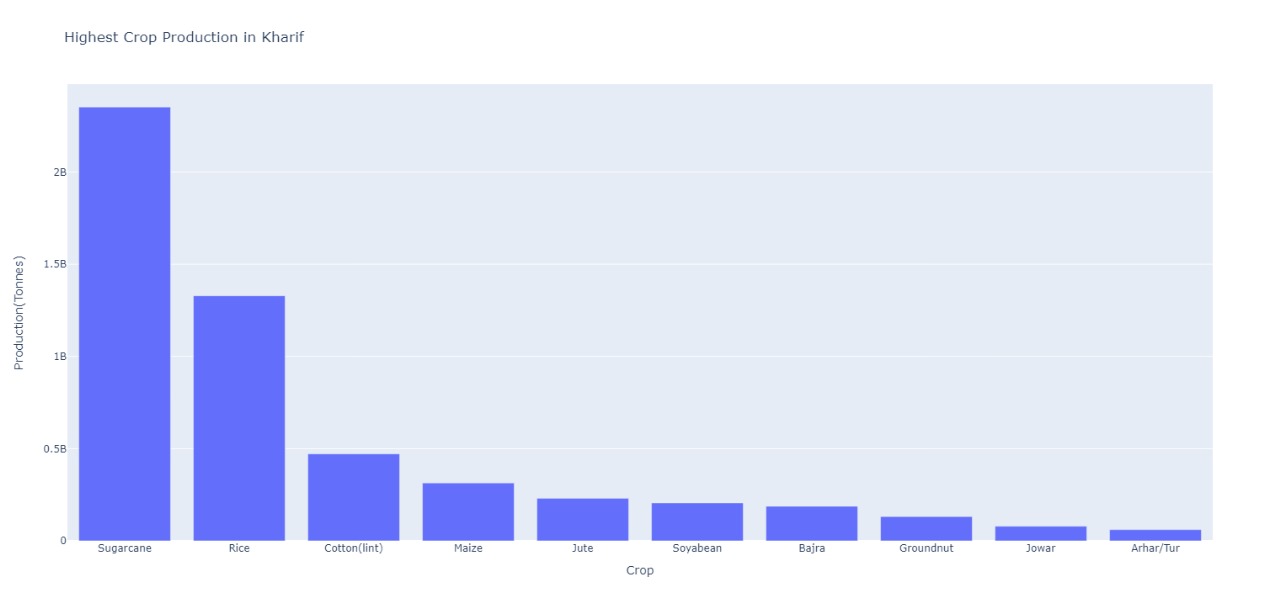 Highest Crop Production in Kharif
Production(Tonnes)
2B
1.5B
1B
0.5B
0
Sugarcane Rice Cotton(lint) Maize Jute Soyabean Bajra Groundnut Jowar Arhar/Tur
Crop